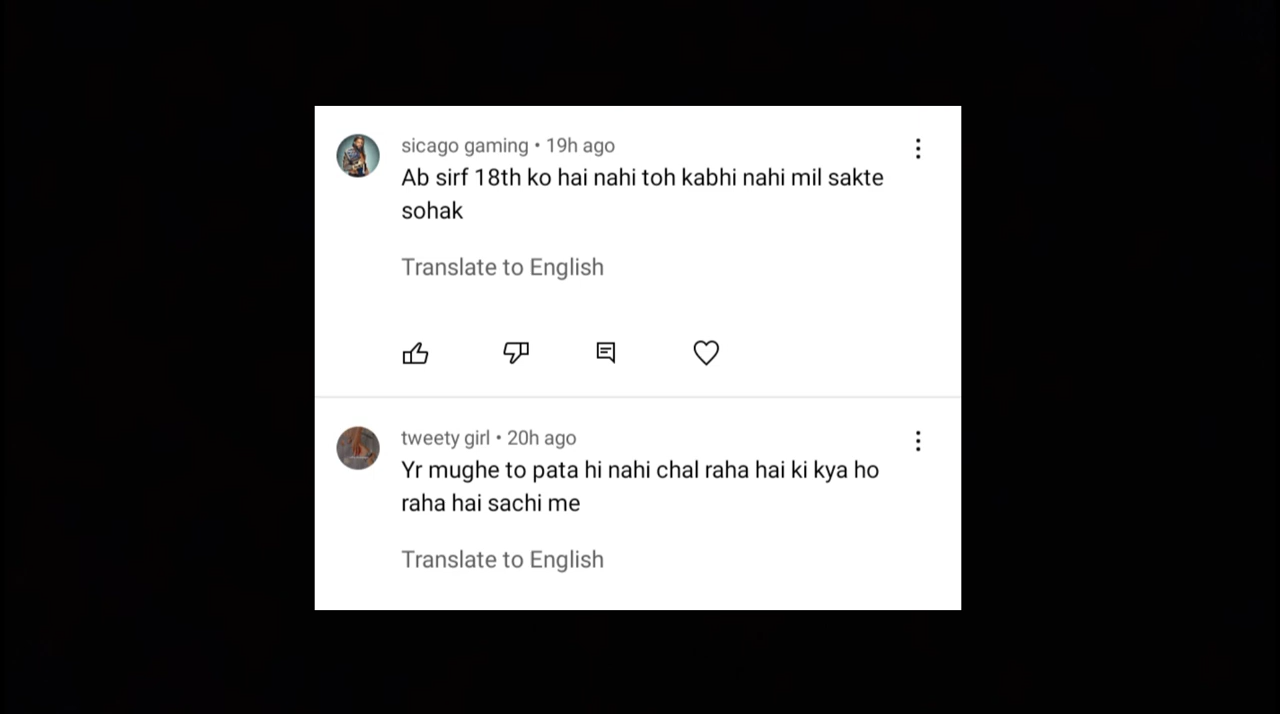 sicago gaming • 19h ago
Ab sirf 18th ko hai nahi toh kabhi nahi mil sakte
sohak
Translate to English
tweety girl • 20h ago
Yr mughe to pata hi nahi chal raha hai ki kya ho
raha hai sachi me
Translate to English